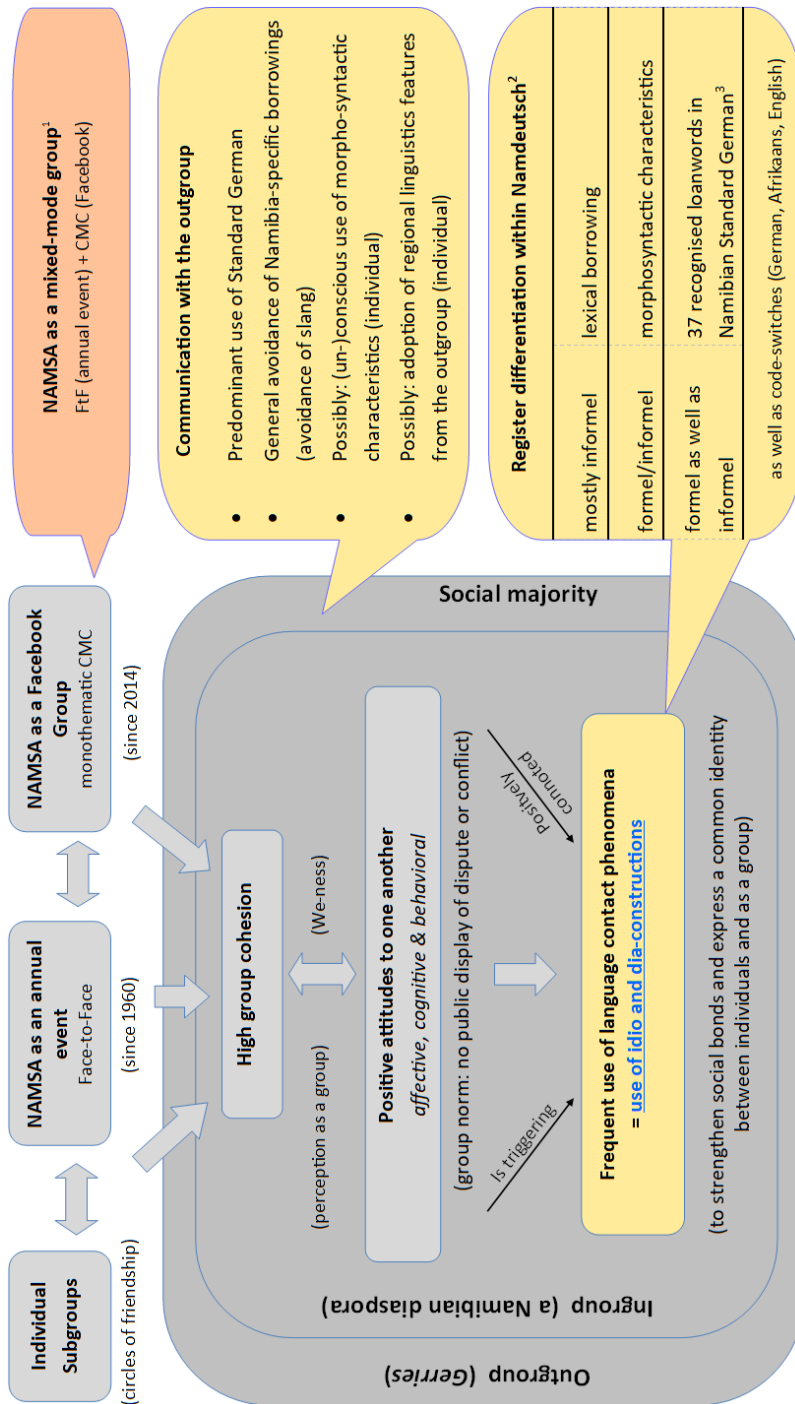 Individual
Subgroups
(circles of friendship)
NAMSA as an annual
event
Face-to-Face
(since 1960)
NAMSA as a Facebook
Group
monothematic CMC
(since 2014)
NAMSA as a mixed-mode group1
FtF (annual event) + CMC (Facebook)
Outgroup (Gerries)
Ingroup (a Namibian diaspora)
Social majority
High group cohesion
(perception as a group)
(We-ness)
Positive attitudes to one another
affective, cognitive & behavioral
(group norm: no public display of dispute or conflict)
Is triggering
Positvely
connoted
Frequent use of language contact phenomena
= use of idio and dia-constructions
(to strengthen social bonds and express a common identity
between individuals and as a group)
Communication with the outgroup
• Predominant use of Standard German
• General avoidance of Namibia-specific borrowings
(avoidance of slang)
• Possibly: (un-)conscious use of morpho-syntactic
characteristics (individual)
• Possibly: adoption of regional linguistics features
from the outgroup (individual)
Register differentiation within Namdeutsch2
mostly informel lexical borrowing
formel/informel morphosyntactic characteristics
formel as well as 37 recognised loanwords in
informel Namibian Standard German3
as well as code-switches (German, Afrikaans, English)